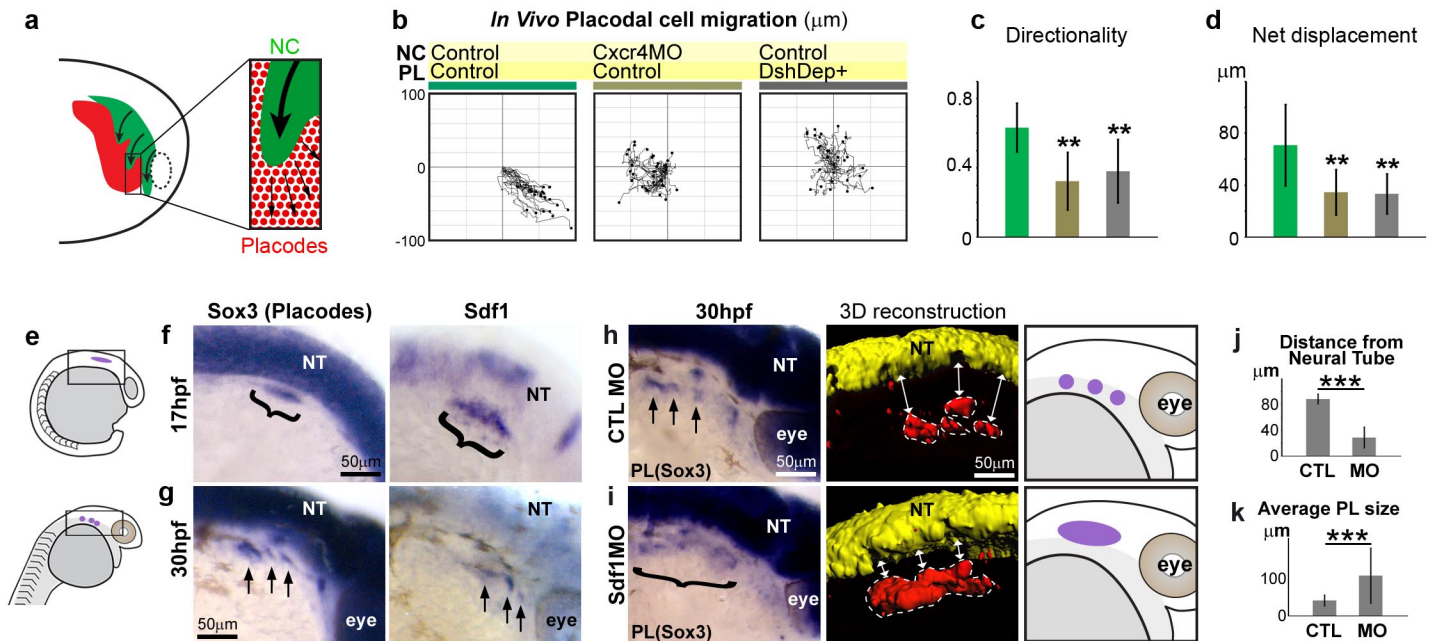 a
NC
Placodes
b In Vivo Placodal cell migration (μm)
NC Control Cxcr4MO Control
PL Control Control DshDep+
100
0
-100
c Directionality
0.8
0.4
0
**
**
d Net displacement
μm
80
40
0
**
**
e
Sox3 (Placodes)
Sdf1
f
17hpf
NT
50μm
NT
g
30hpf
NT
eye
50μm
NT
eye
30hpf
3D reconstruction
h
CTL MO
NT
eye
PL(Sox3)
50μm
NT
50μm
eye
i
Sdf1MO
NT
eye
PL(Sox3)
NT
eye
j Distance from
Neural Tube
μm
***
80
40
0
CTL MO
k Average PL size
μm
***
100
0
CTL MO